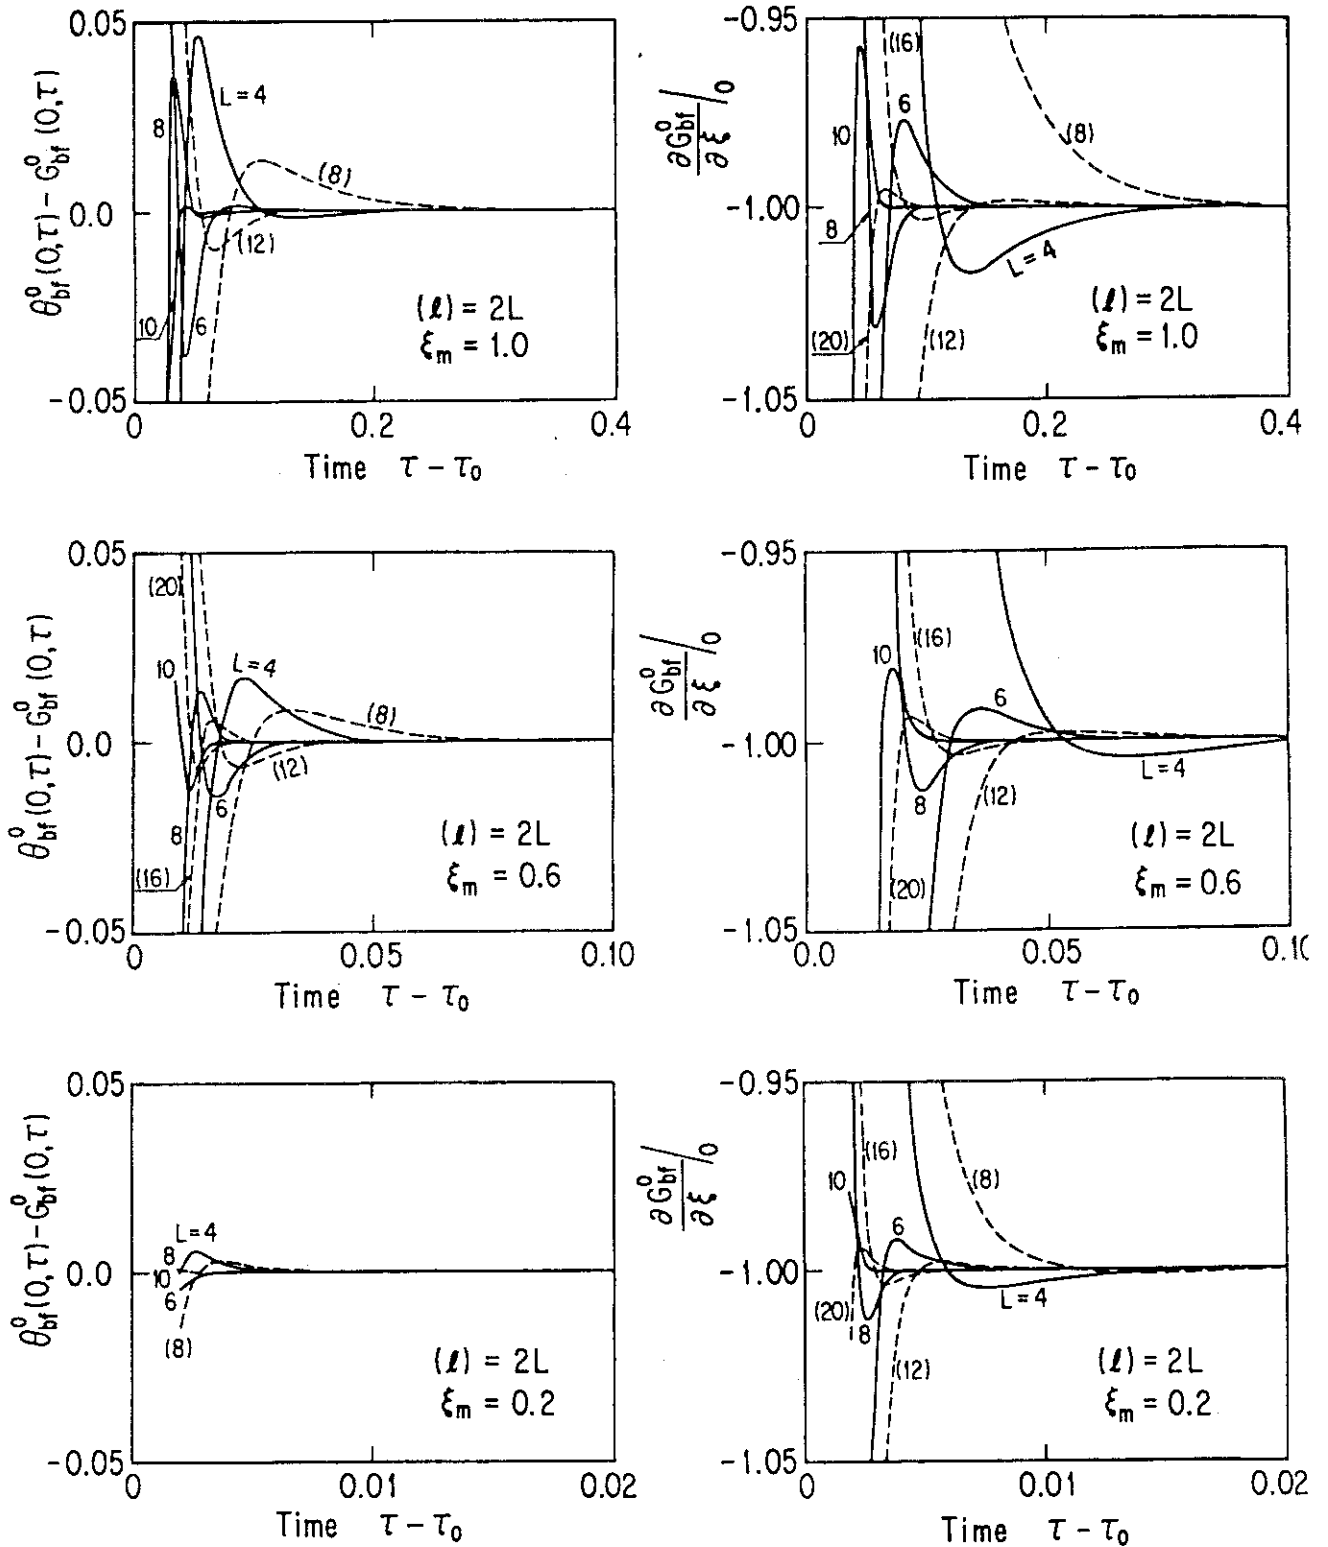 0.05
0.0
-0.05
θ⁰bf(0,τ) − G⁰bf(0,τ)
8
L=4
(8)
(12)
10
6
(ℓ) = 2L
ξm = 1.0
0
0.2
0.4
Time τ − τ0
-0.95
-1.00
-1.05
∂G⁰bf/∂ξ /0
(16)
6
10
(8)
8
L=4
(20)
(12)
(ℓ) = 2L
ξm = 1.0
0
0.2
0.4
Time τ − τ0
0.05
0.0
-0.05
θ⁰bf(0,τ) − G⁰bf(0,τ)
(20)
10
L=4
(8)
(12)
6
8
(16)
(ℓ) = 2L
ξm = 0.6
0
0.05
0.10
Time τ − τ0
-0.95
-1.00
-1.05
∂G⁰bf/∂ξ /0
(16)
10
6
L=4
8
(12)
(20)
(ℓ) = 2L
ξm = 0.6
0.0
0.05
0.10
Time τ − τ0
0.05
0.0
-0.05
θ⁰bf(0,τ) − G⁰bf(0,τ)
L=4
8
10
6
(8)
(ℓ) = 2L
ξm = 0.2
0
0.01
0.02
Time τ − τ0
-0.95
-1.00
-1.05
∂G⁰bf/∂ξ /0
(16)
10
(8)
6
L=4
(20)
8
(12)
(ℓ) = 2L
ξm = 0.2
0
0.01
0.02
Time τ − τ0